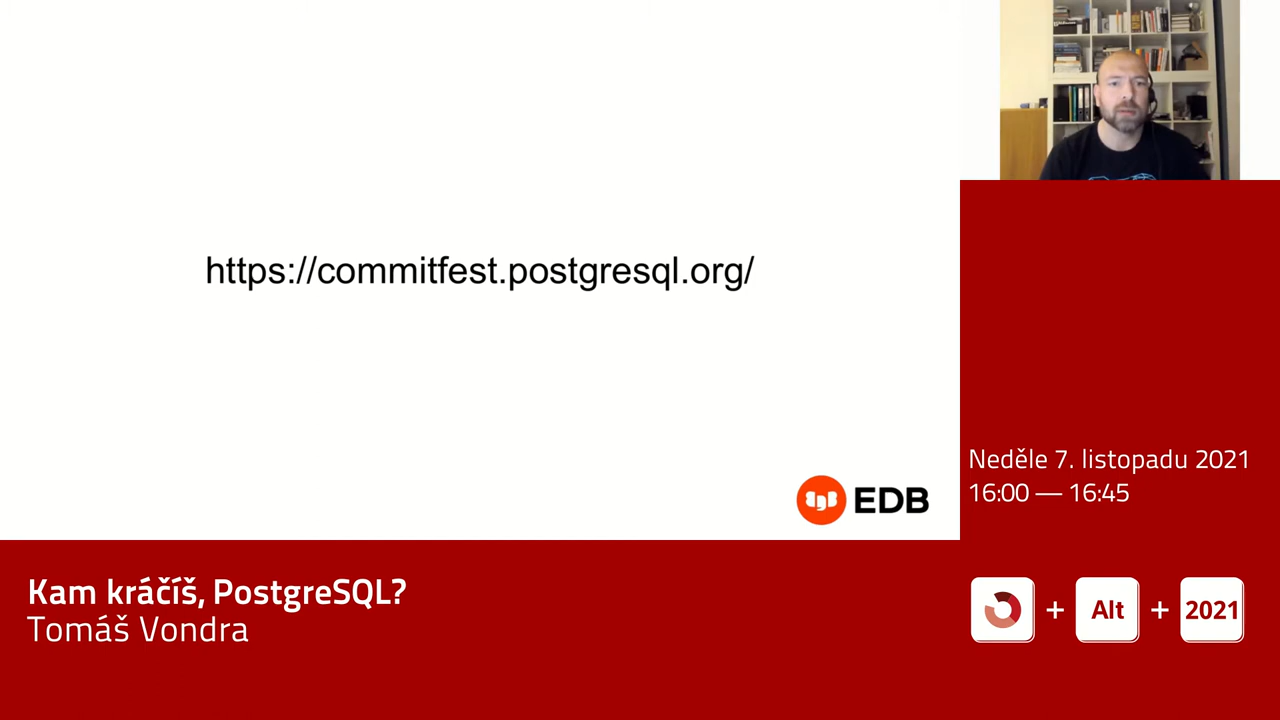 https://commitfest.postgresql.org/
EDB
Neděle 7. listopadu 2021
16:00 — 16:45
Kam kráčíš, PostgreSQL?
Tomáš Vondra
+ Alt + 2021